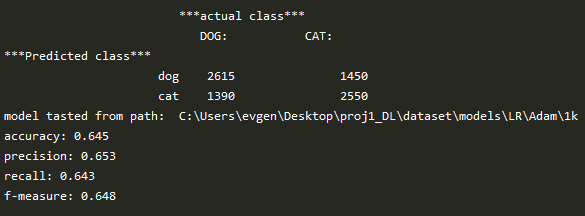 ***actual class***
DOG: CAT:
***Predicted class***
dog 2615 1450
cat 1390 2550
model tasted from path: C:\Users\evgen\Desktop\proj1_DL\dataset\models\LR\Adam\1k
accuracy: 0.645
precision: 0.653
recall: 0.643
f-measure: 0.648